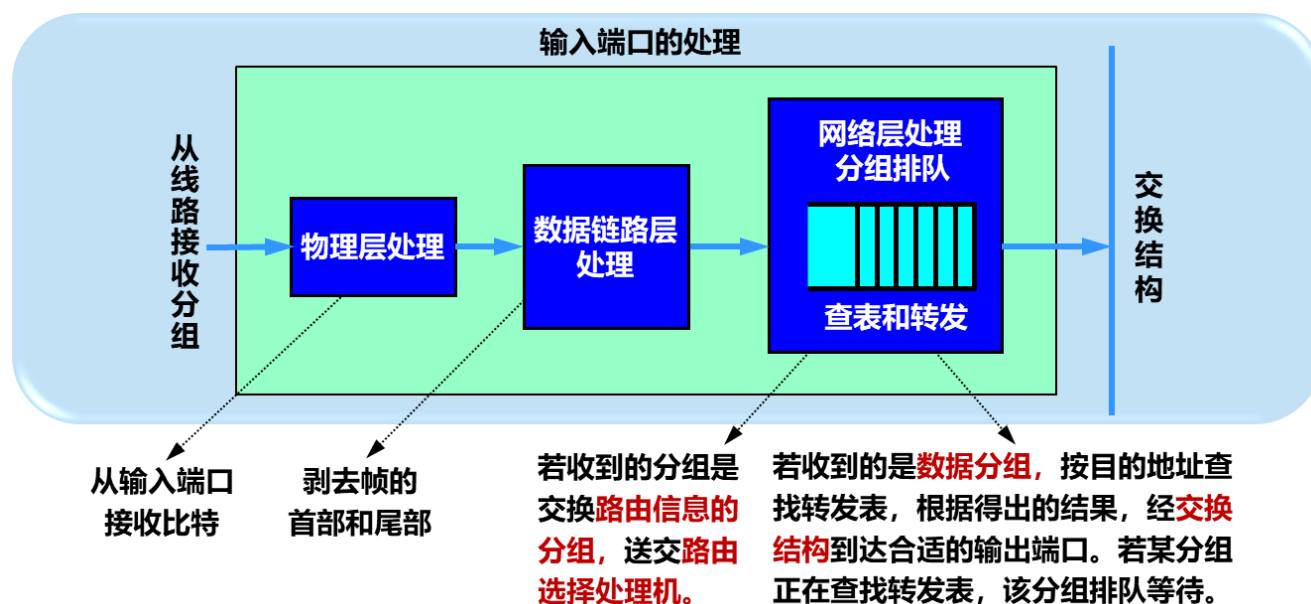 输入端口的处理
从线路接收分组
物理层处理
数据链路层
处理
网络层处理
分组排队
查表和转发
交换结构
从输入端口
接收比特
剥去帧的
首部和尾部
若收到的分组是
交换路由信息的
分组，送交路由
选择处理机。
若收到的是数据分组，按目的地址查
找转发表，根据得出的结果，经交换
结构到达合适的输出端口。若某分组
正在查找转发表，该分组排队等待。